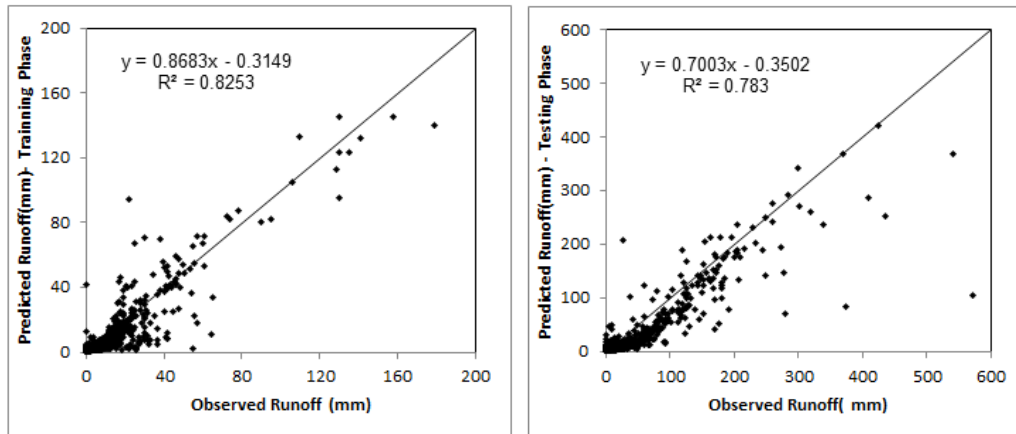 Predicted Runoff(mm)- Trainning Phase
200
160
120
80
40
0
y = 0.8683x - 0.3149
R² = 0.8253
0 40 80 120 160 200
Observed Runoff (mm)
Predicted Runoff(mm) - Testing Phase
600
500
400
300
200
100
0
y = 0.7003x - 0.3502
R² = 0.783
0 100 200 300 400 500 600
Observed Runoff( mm)